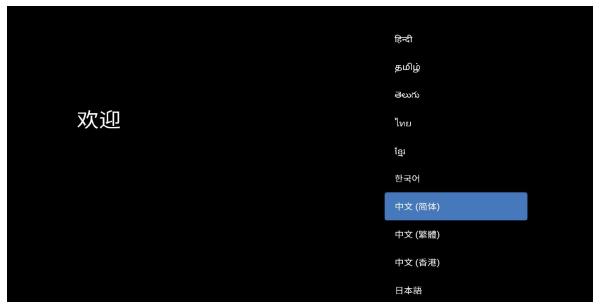 欢迎
हिन्दी
தமிழ்
తెలుగు
ไทย
ខ្មែរ
한국어
中文 (简体)
中文 (繁體)
中文 (香港)
日本語